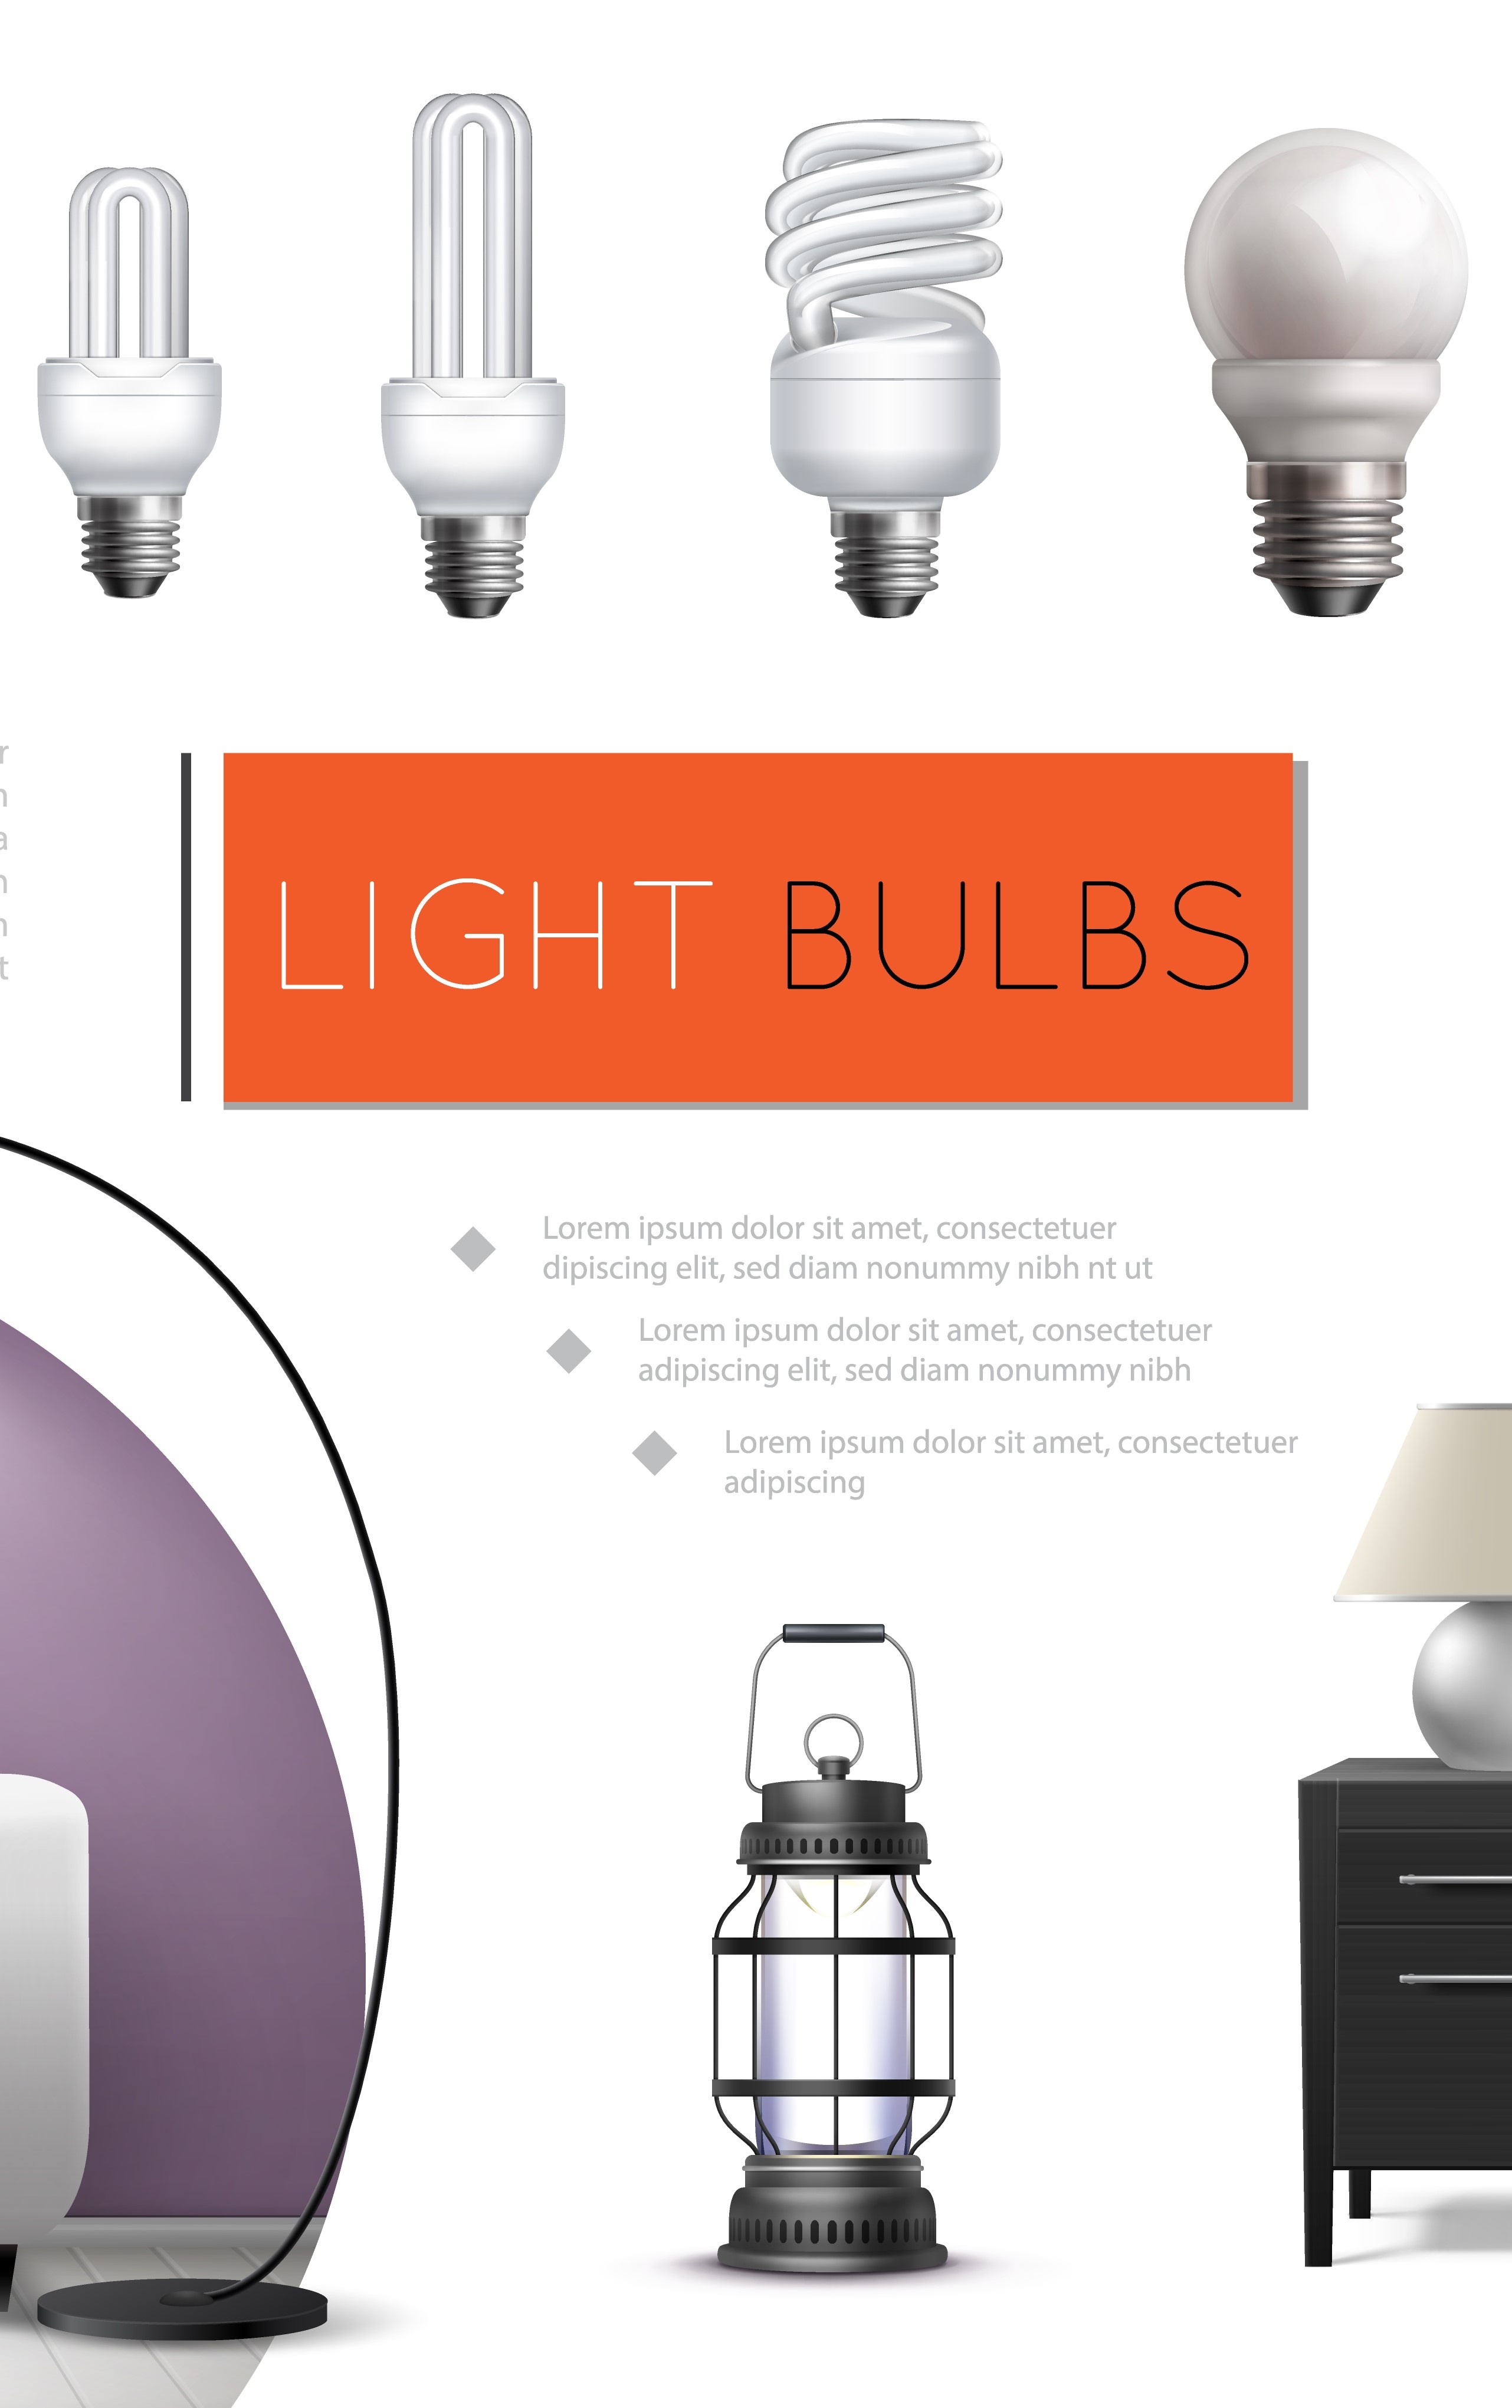 r
n
a
n
n
t
LIGHT BULBS
Lorem ipsum dolor sit amet, consectetuer
dipiscing elit, sed diam nonummy nibh nt ut
Lorem ipsum dolor sit amet, consectetuer
adipiscing elit, sed diam nonummy nibh
Lorem ipsum dolor sit amet, consectetuer
adipiscing